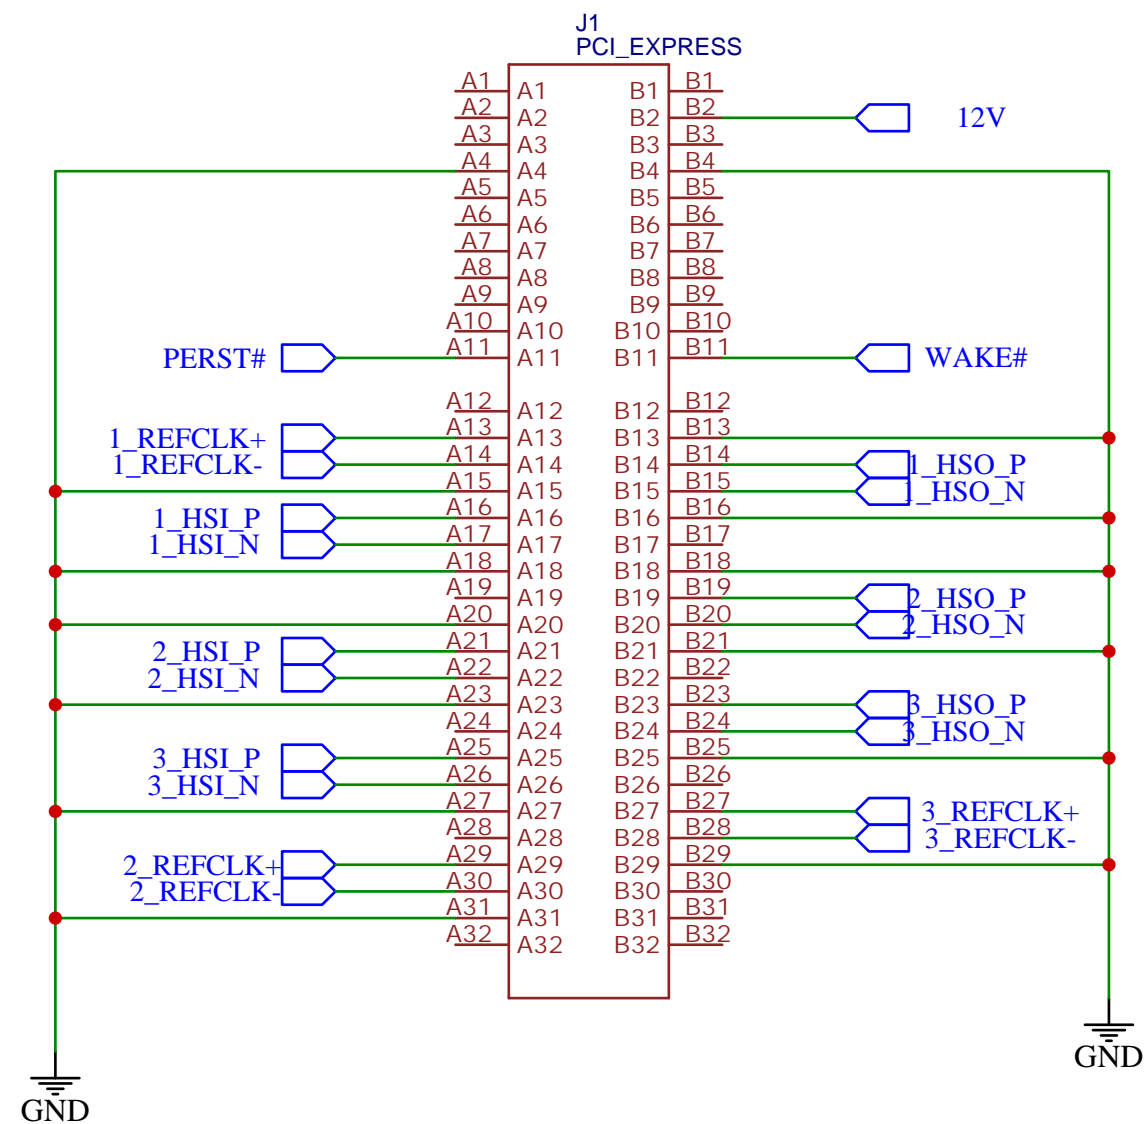 J1
PCI_EXPRESS
A1 A1 B1 B1
A2 A2 B2 B2 12V
A3 A3 B3 B3
A4 A4 B4 B4
A5 A5 B5 B5
A6 A6 B6 B6
A7 A7 B7 B7
A8 A8 B8 B8
A9 A9 B9 B9
A10 A10 B10 B10
PERST# A11 A11 B11 B11 WAKE#
A12 A12 B12 B12
1_REFCLK+ A13 A13 B13 B13
1_REFCLK- A14 A14 B14 B14 1_HSO_P
A15 A15 B15 B15 1_HSO_N
1_HSI_P A16 A16 B16 B16
1_HSI_N A17 A17 B17 B17
A18 A18 B18 B18
A19 A19 B19 B19 2_HSO_P
A20 A20 B20 B20 2_HSO_N
2_HSI_P A21 A21 B21 B21
2_HSI_N A22 A22 B22 B22
A23 A23 B23 B23 3_HSO_P
A24 A24 B24 B24 3_HSO_N
3_HSI_P A25 A25 B25 B25
3_HSI_N A26 A26 B26 B26
A27 A27 B27 B27 3_REFCLK+
A28 A28 B28 B28 3_REFCLK-
2_REFCLK+ A29 A29 B29 B29
2_REFCLK- A30 A30 B30 B30
A31 A31 B31 B31
A32 A32 B32 B32
GND
GND